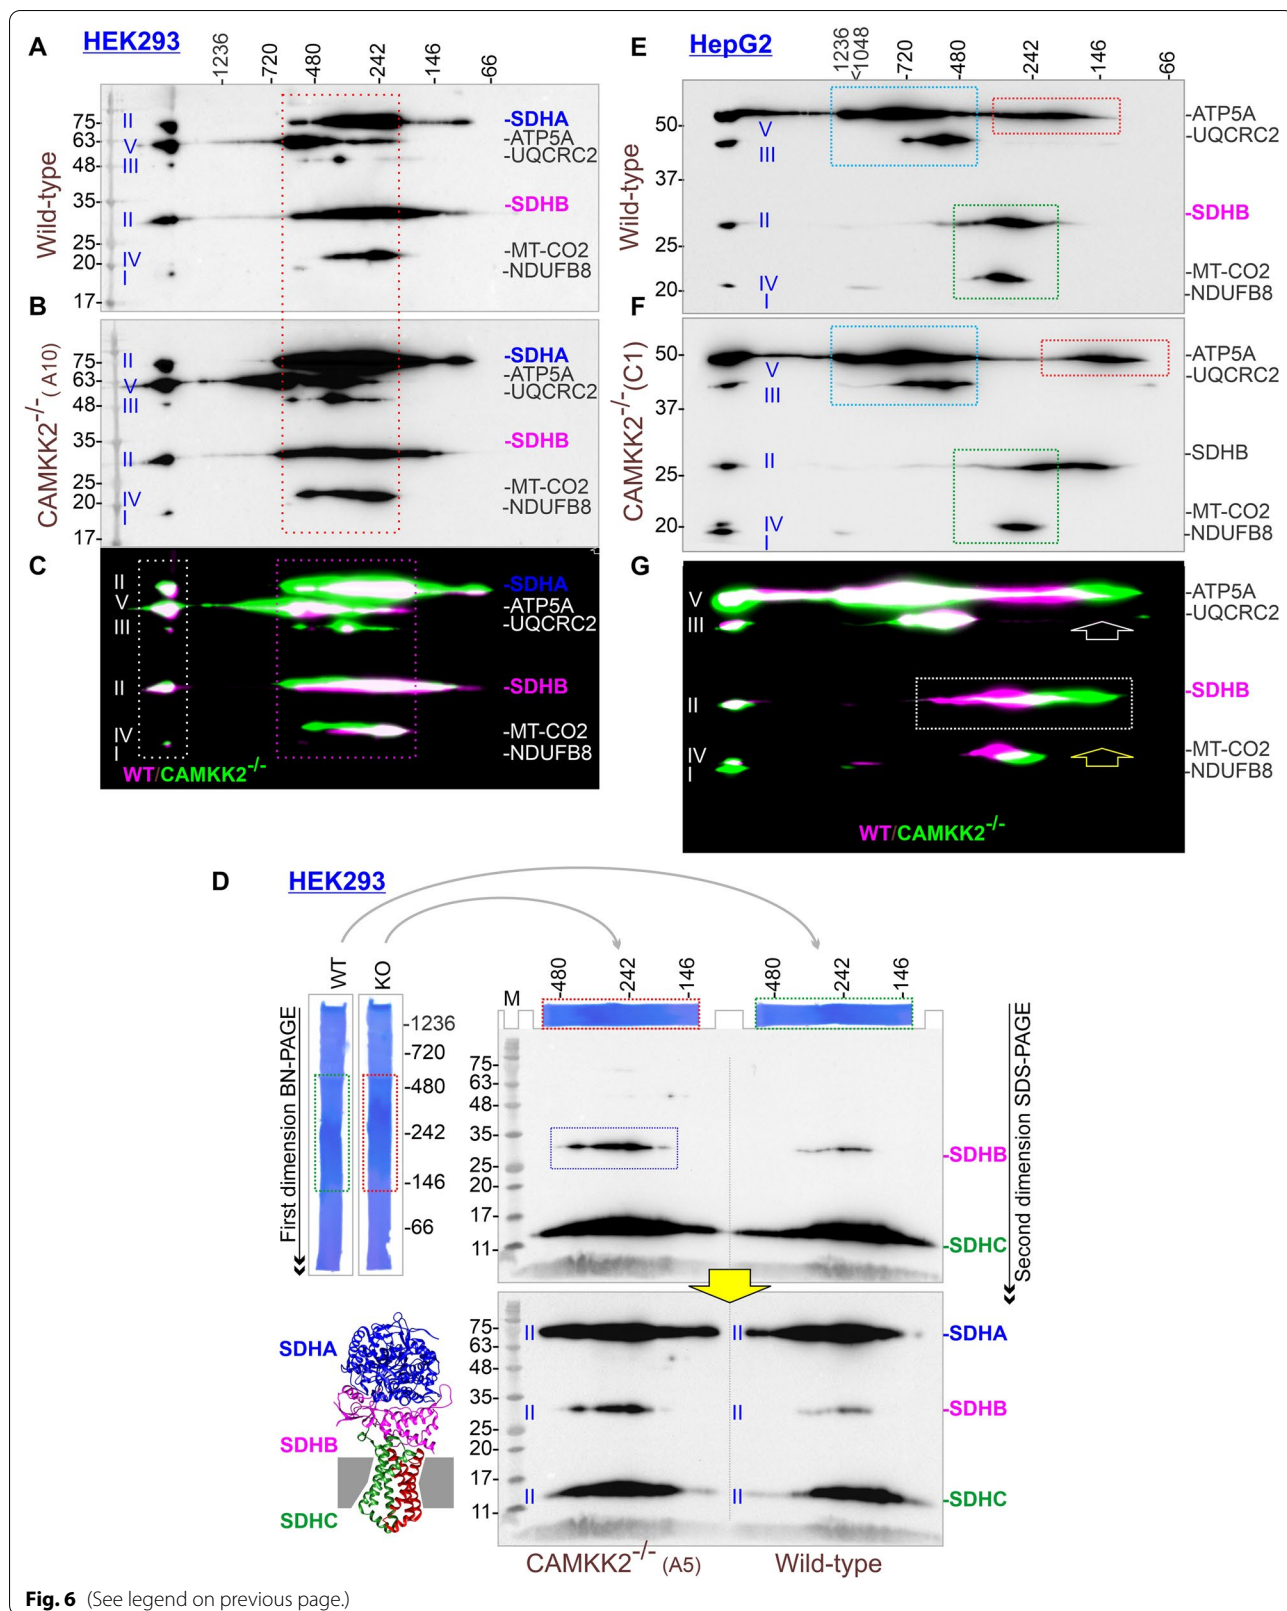 A
HEK293
-1236
-720
-480
-242
-146
-66
Wild-type
75-
63-
48-
35-
25-
20-
17-
II
V
III
II
IV
I
-SDHA
-ATP5A
-UQCRC2
-SDHB
-MT-CO2
-NDUFB8
B
CAMKK2-/- (A10)
75-
63-
48-
35-
25-
20-
17-
II
V
III
II
IV
I
-SDHA
-ATP5A
-UQCRC2
-SDHB
-MT-CO2
-NDUFB8
C
II
V
III
II
IV
I
-SDHA
-ATP5A
-UQCRC2
-SDHB
-MT-CO2
-NDUFB8
WT/CAMKK2-/-
E
HepG2
1236
<1048
-720
-480
-242
-146
-66
Wild-type
50-
37-
25-
20-
V
III
II
IV
I
-ATP5A
-UQCRC2
-SDHB
-MT-CO2
-NDUFB8
F
CAMKK2-/-(C1)
50-
37-
25-
20-
V
III
II
IV
I
-ATP5A
-UQCRC2
-SDHB
-MT-CO2
-NDUFB8
G
V
III
II
IV
I
-ATP5A
-UQCRC2
-SDHB
-MT-CO2
-NDUFB8
WT/CAMKK2-/-
D
HEK293
First dimension BN-PAGE
WT
KO
-1236
-720
-480
-242
-146
-66
M
-480
-242
-146
-480
-242
-146
75-
63-
48-
35-
25-
20-
17-
11-
-SDHB
-SDHC
Second dimension SDS-PAGE
SDHA
SDHB
SDHC
75-
63-
48-
35-
25-
20-
17-
11-
II
II
II
II
II
II
-SDHA
-SDHB
-SDHC
CAMKK2-/- (A5)
Wild-type
Fig. 6 (See legend on previous page.)